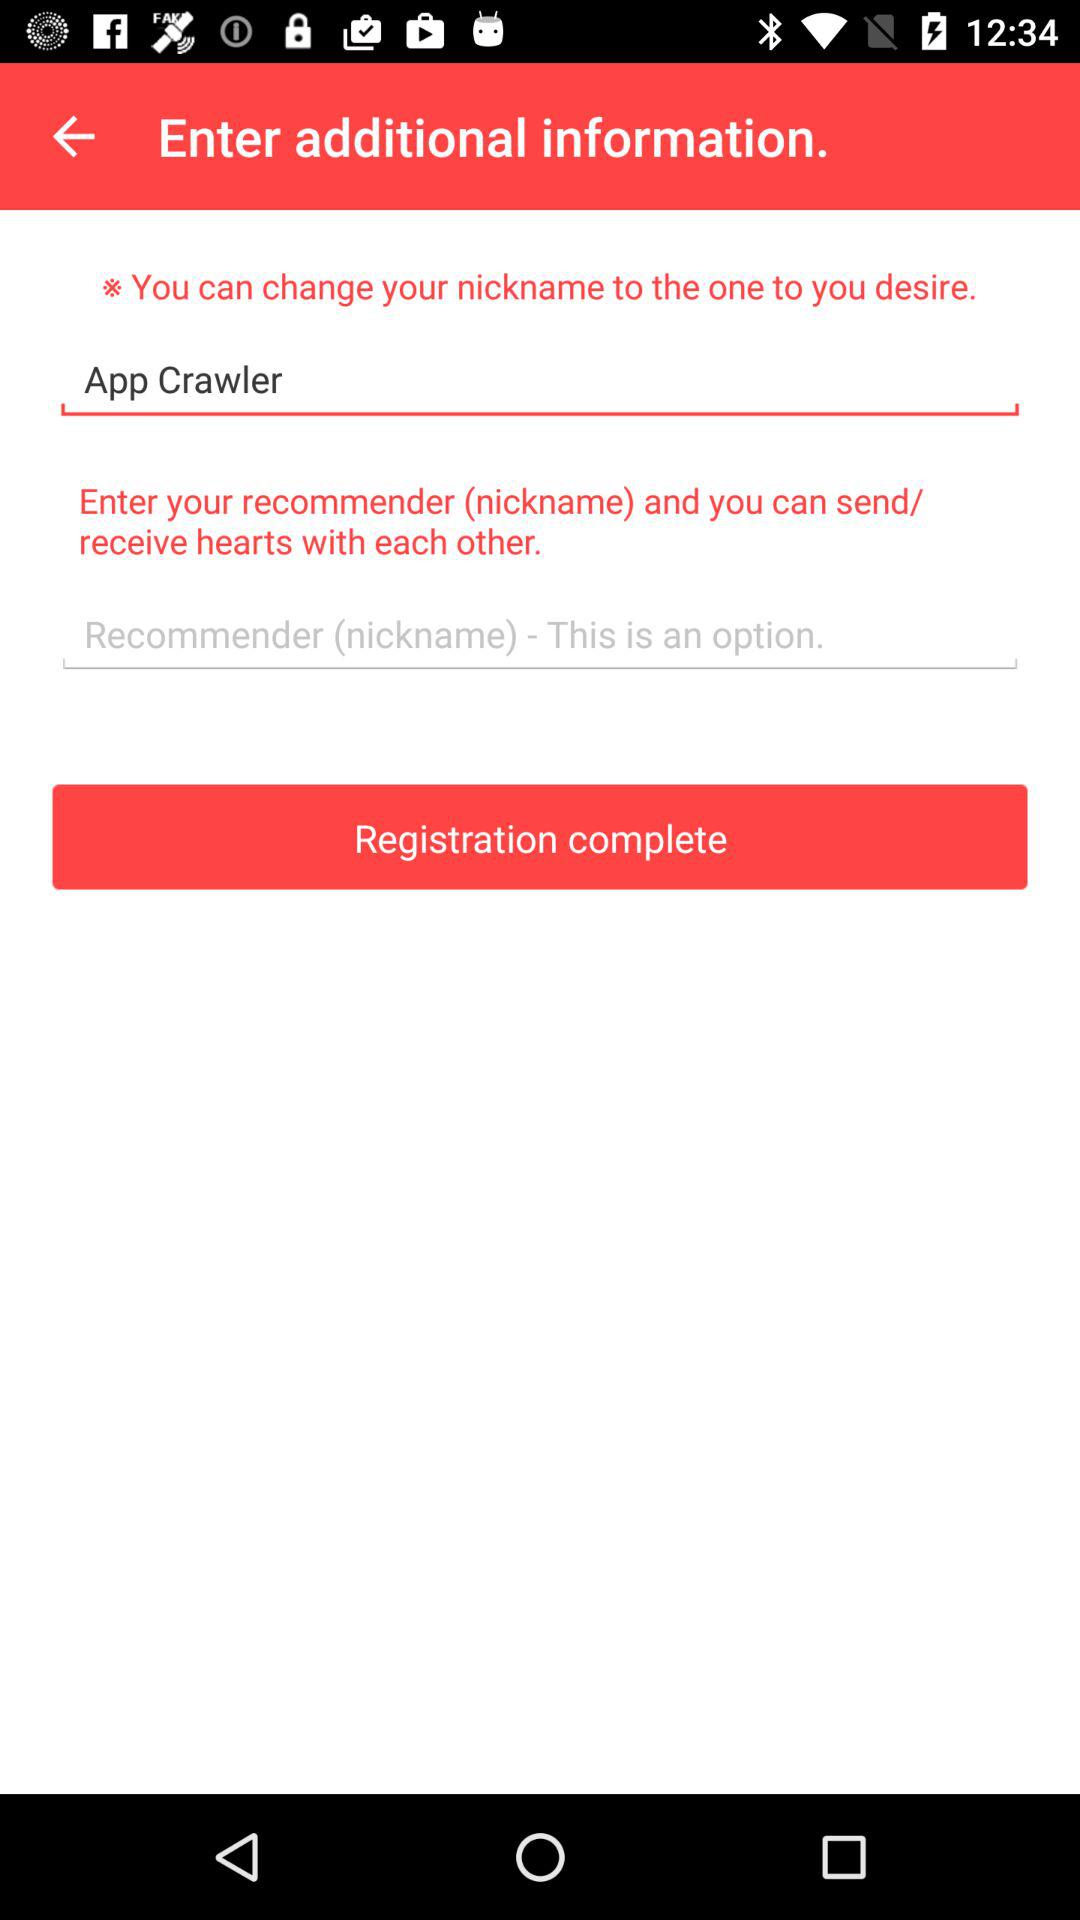 FAKE
12:34
Enter additional information.
※ You can change your nickname to the one to you desire.
App Crawler
Enter your recommender (nickname) and you can send/
receive hearts with each other.
Recommender (nickname) - This is an option.
Registration complete